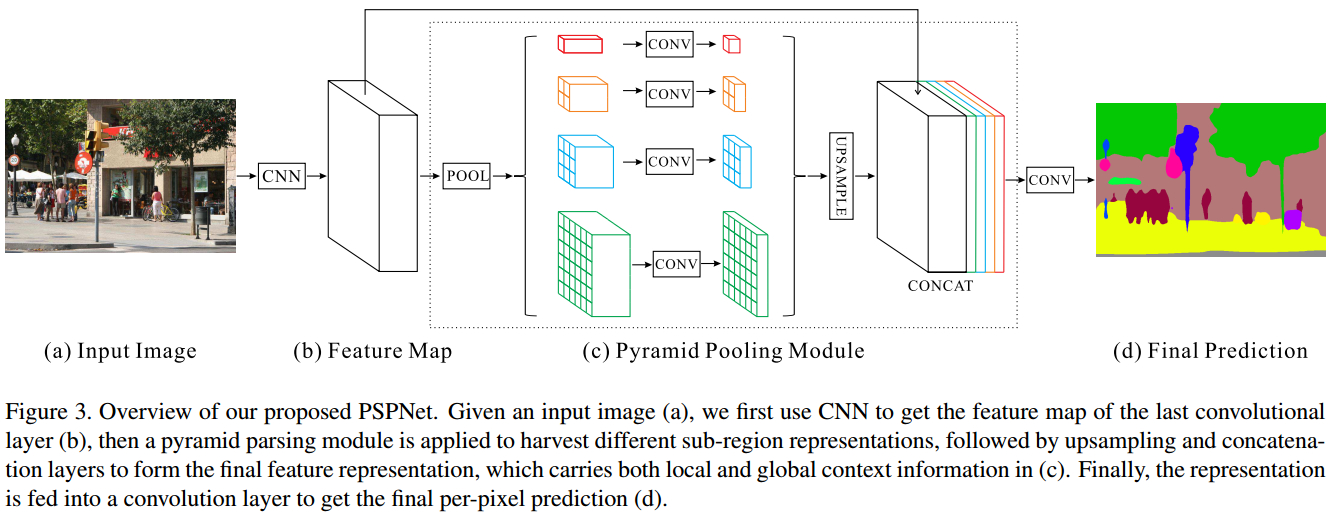 CNN
POOL
CONV
CONV
CONV
CONV
UPSAMPLE
CONCAT
CONV
(a) Input Image
(b) Feature Map
(c) Pyramid Pooling Module
(d) Final Prediction
Figure 3. Overview of our proposed PSPNet. Given an input image (a), we first use CNN to get the feature map of the last convolutional
layer (b), then a pyramid parsing module is applied to harvest different sub-region representations, followed by upsampling and concatena-
tion layers to form the final feature representation, which carries both local and global context information in (c). Finally, the representation
is fed into a convolution layer to get the final per-pixel prediction (d).